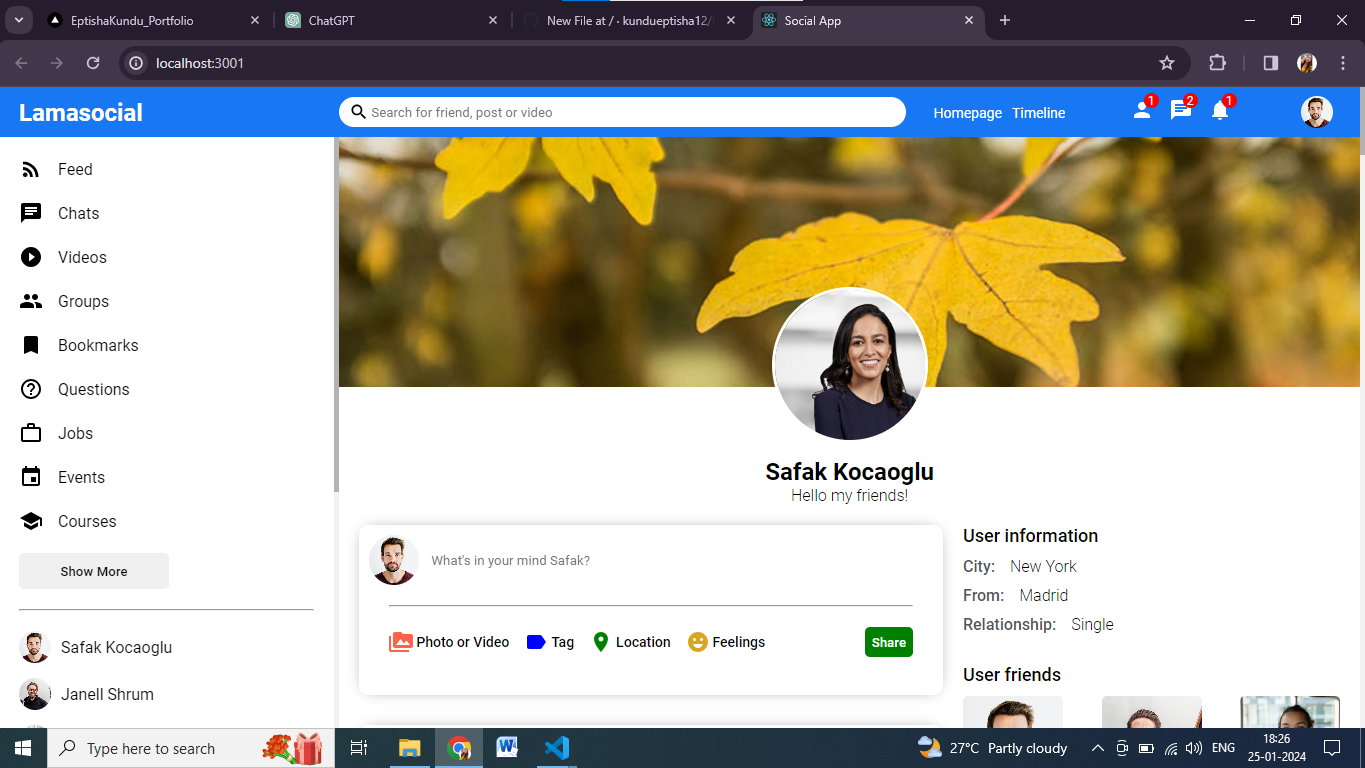 EptishaKundu_Portfolio
ChatGPT
New File at / · kundueptisha12/
Social App
localhost:3001
Lamasocial
Search for friend, post or video
Homepage Timeline
1
2
1
Feed
Chats
Videos
Groups
Bookmarks
Questions
Jobs
Events
Courses
Show More
Safak Kocaoglu
Janell Shrum
Safak Kocaoglu
Hello my friends!
What's in your mind Safak?
Photo or Video
Tag
Location
Feelings
Share
User information
City: New York
From: Madrid
Relationship: Single
User friends
Type here to search
27°C Partly cloudy
ENG
18:26
25-01-2024